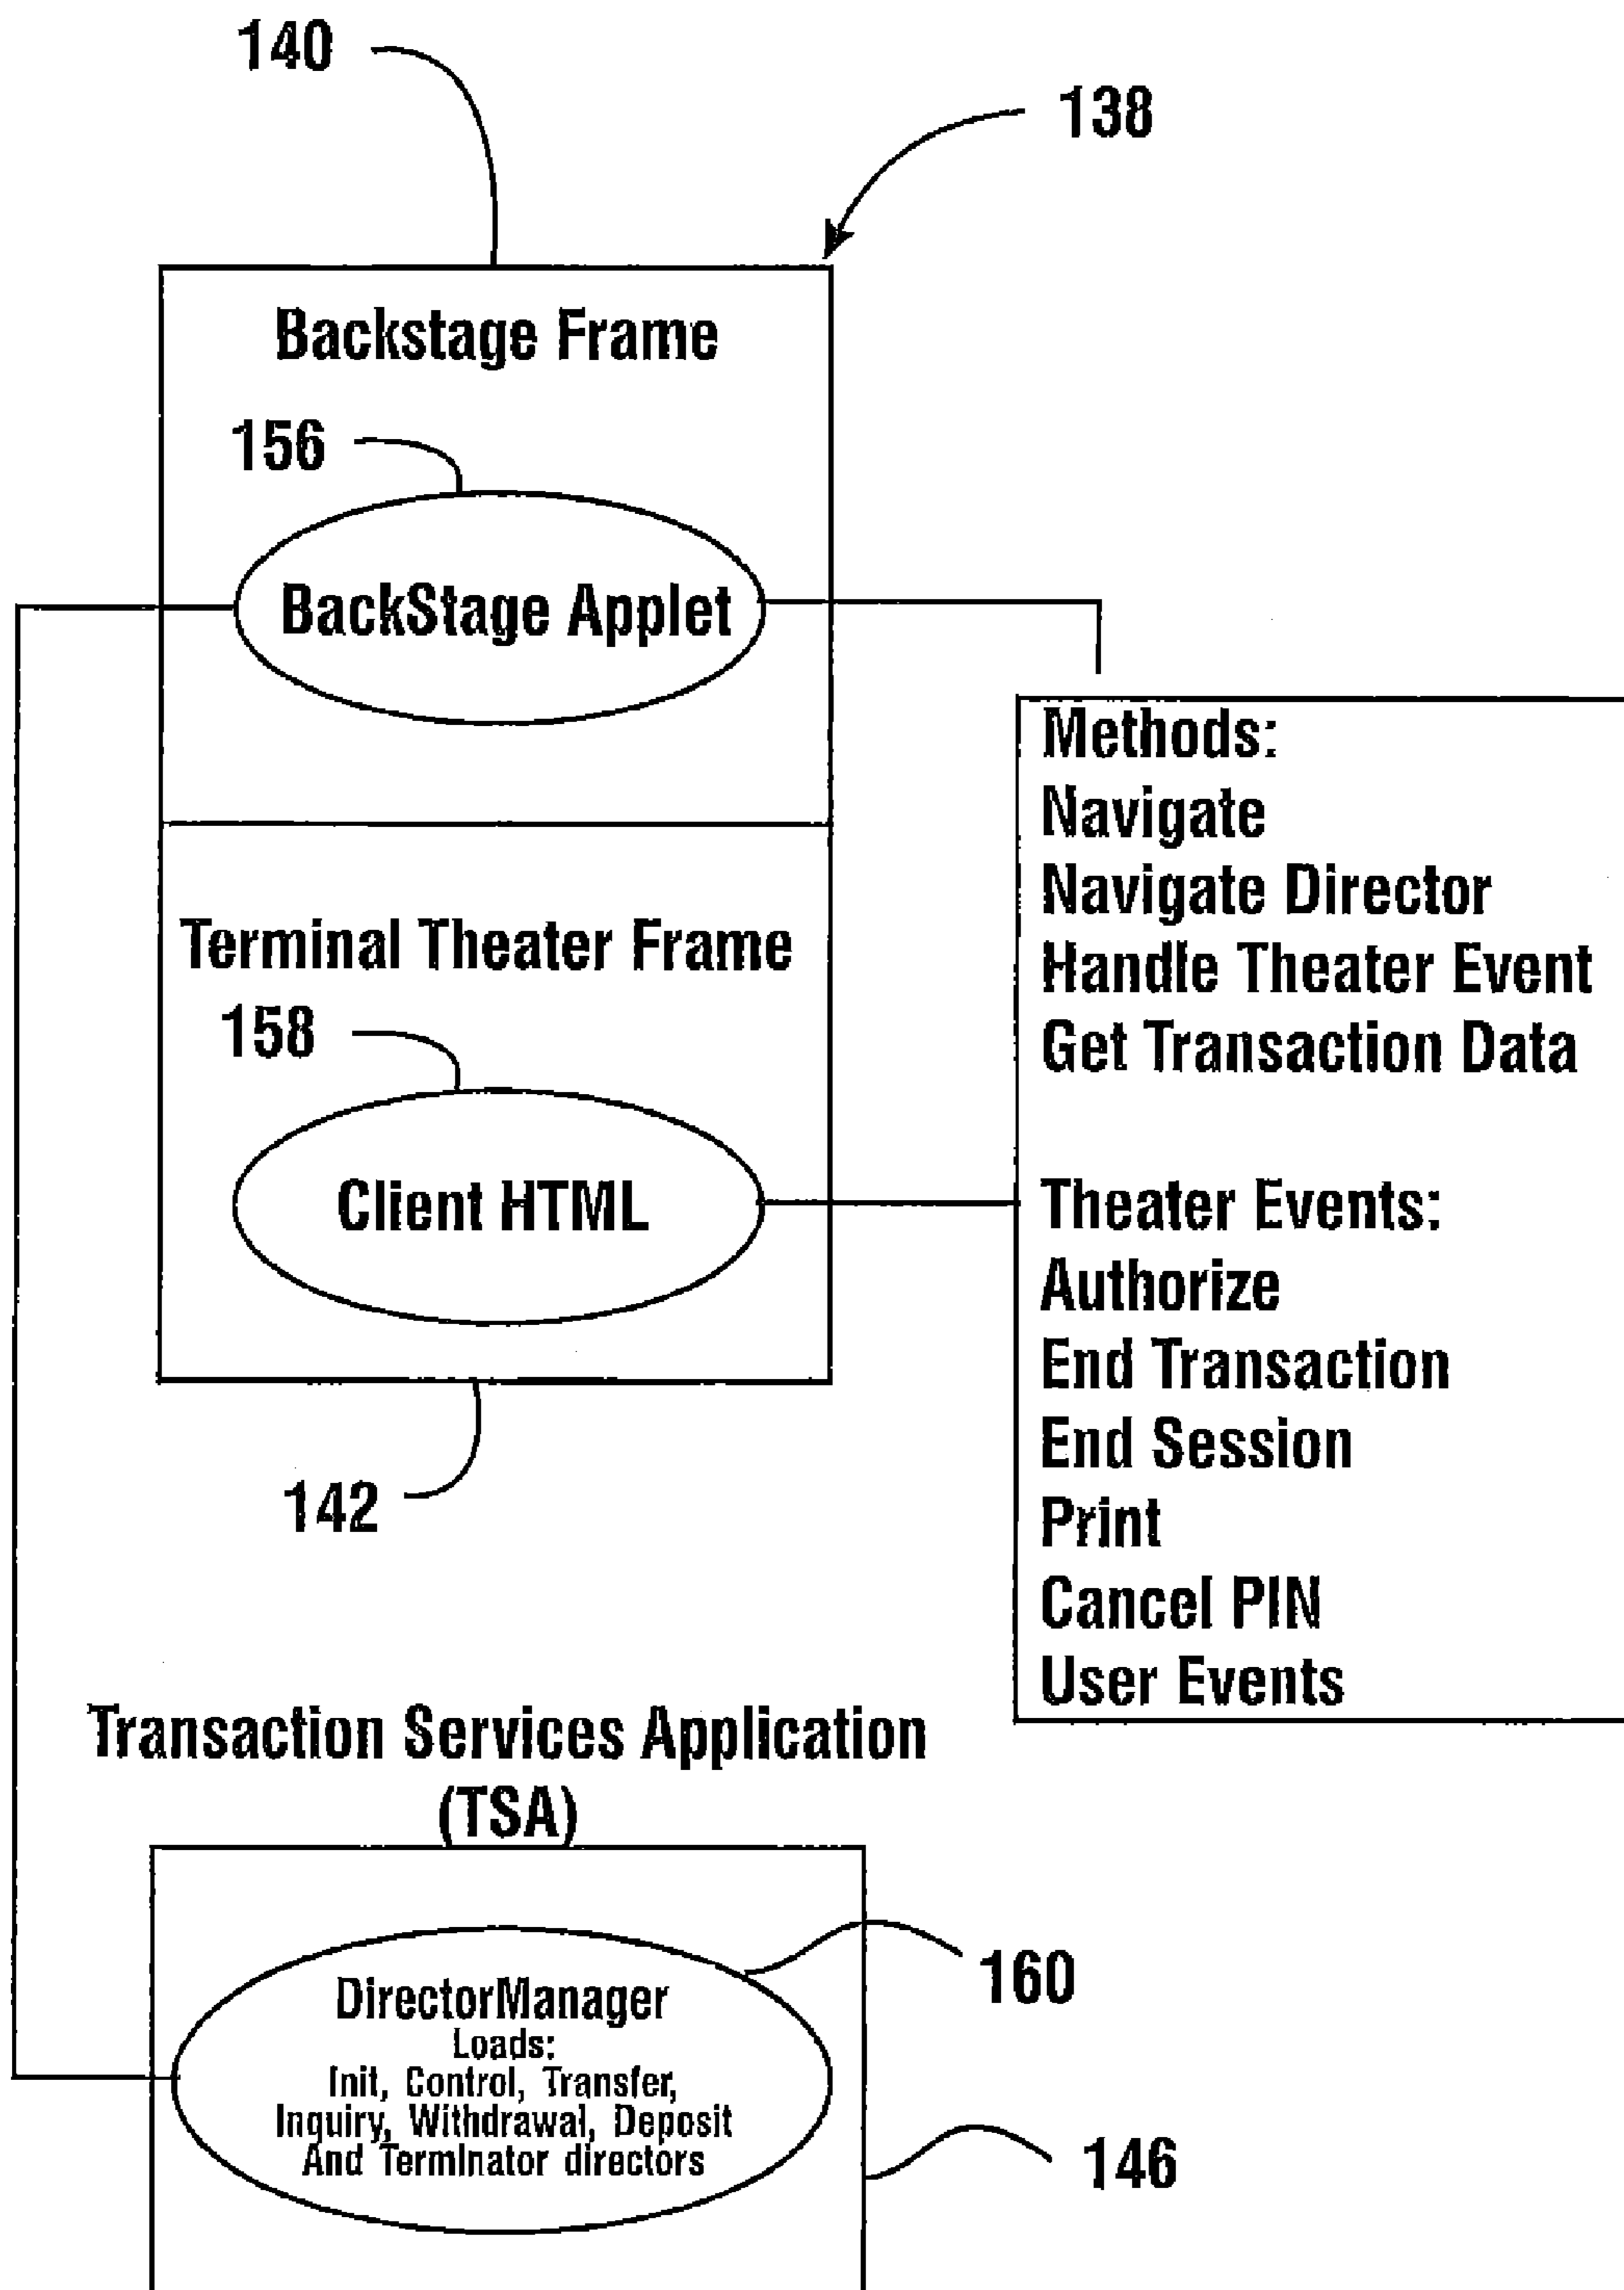 140
138
Backstage Frame
156
BackStage Applet
Methods:
Navigate
Navigate Director
Handle Theater Event
Get Transaction Data
Theater Events:
Authorize
End Transaction
End Session
Print
Cancel PIN
User Events
Terminal Theater Frame
158
Client HTML
142
Transaction Services Application
(TSA)
DirectorManager
Loads:
Init, Control, Transfer,
Inquiry, Withdrawal, Deposit
And Terminator directors
160
146